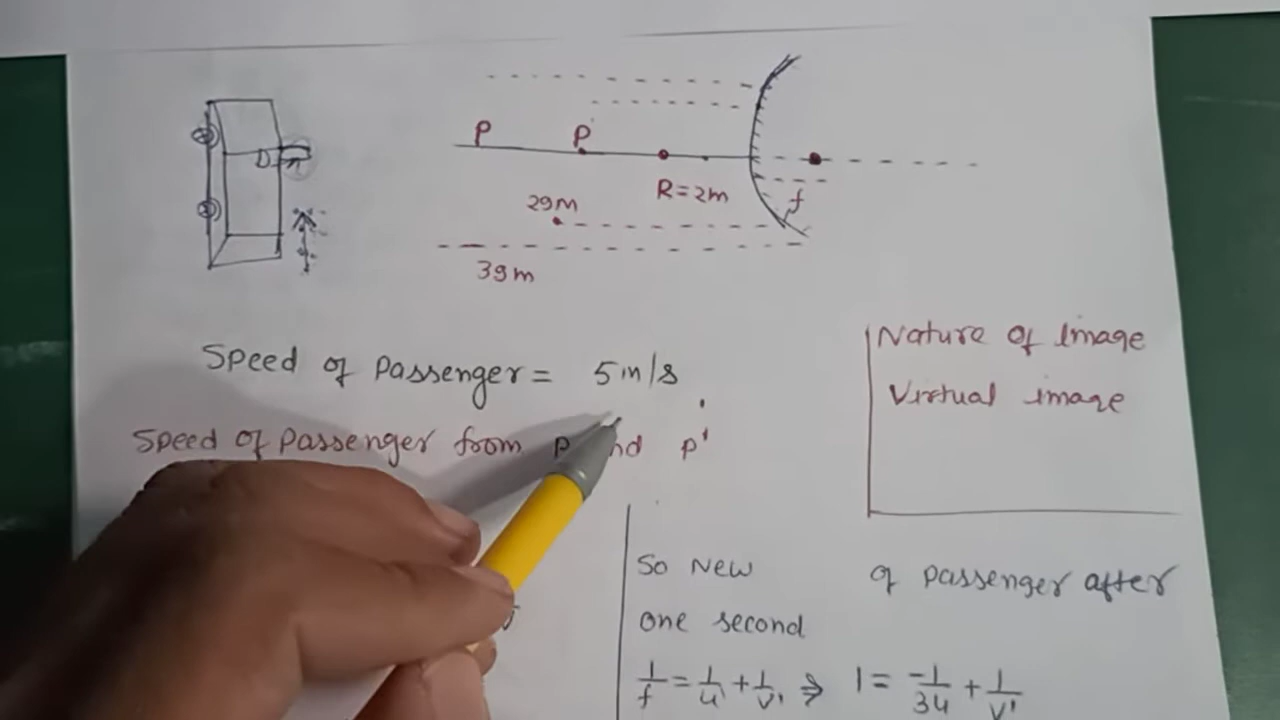 D
P
P
R=2m
f
29m
39m
Speed of Passenger = 5m/s
Speed of Passenger from P nd P'
Nature of Image
Virtual image
So New of passenger after
one second
1/f = 1/u' + 1/v' ⇒ 1 = -1/34 + 1/v'